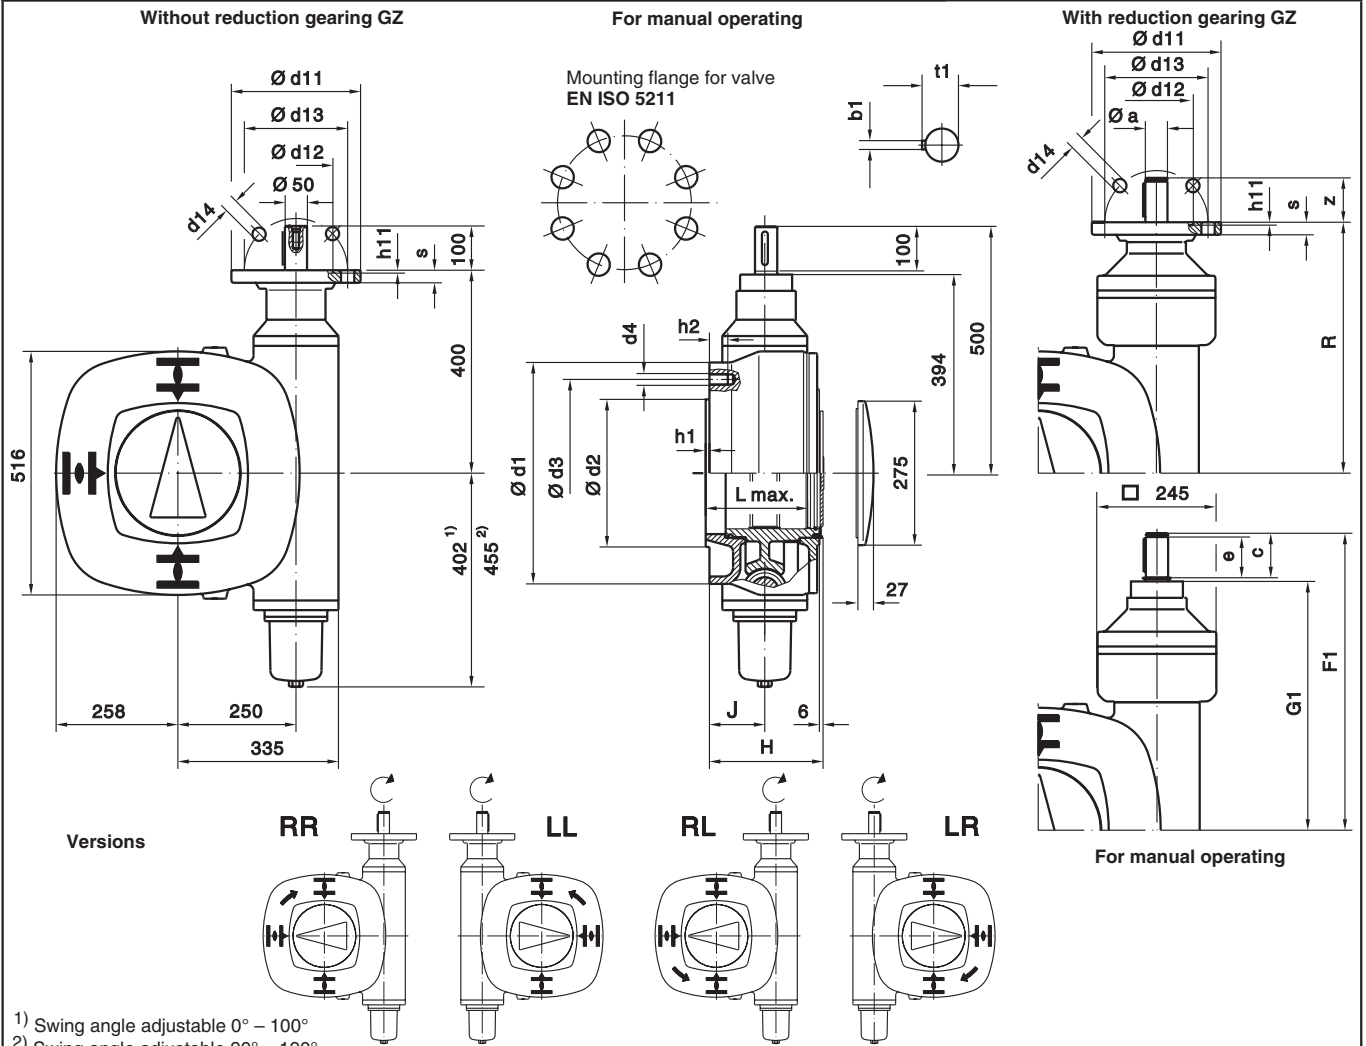 Without reduction gearing GZ
For manual operating
With reduction gearing GZ
Ø d11
Ø d13
Ø d12
Ø 50
d14
h11
s
100
400
516
402 1)
455 2)
258
250
335
Mounting flange for valve
EN ISO 5211
t1
b1
100
500
394
d4
h2
h1
Ø d1
Ø d3
Ø d2
L max.
275
27
J
6
H
Ø d11
Ø d13
Ø d12
Ø a
d14
h11
s
z
R
□ 245
e
c
G1
F1
For manual operating
Versions
RR
LL
RL
LR
1) Swing angle adjustable 0° – 100°